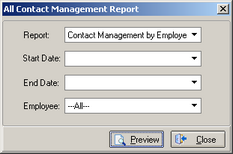 All Contact Management Report
Report: Contact Management by Employe
Start Date:
End Date:
Employee: ---All---
Preview Close